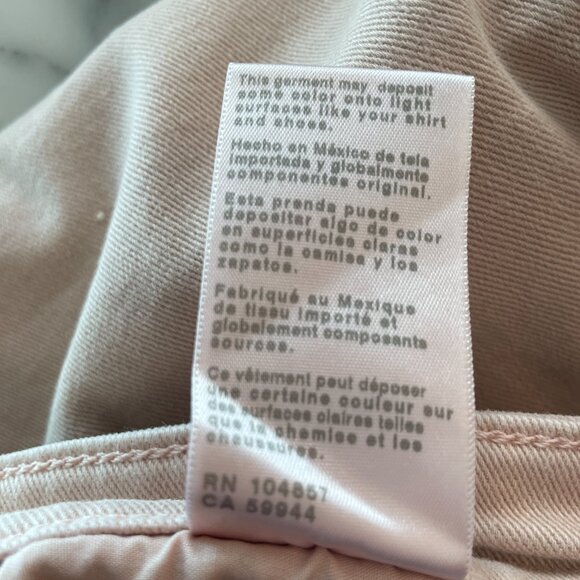 This garment may deposit
some color onto light
surfaces like your shirt
and shoes.
Hecho en México de tela
importada y globalmente
componentes original.
Esta prenda puede
depositar algo de color
en superficies claras
como la camisa y los
zapatos.
Fabriqué au Mexique
de tissu importé et
globalement composants
sources.
Ce vêtement peut déposer
une certaine couleur sur
des surfaces claires telles
que la chemise et les
chaussures.
RN 104857
CA 59944